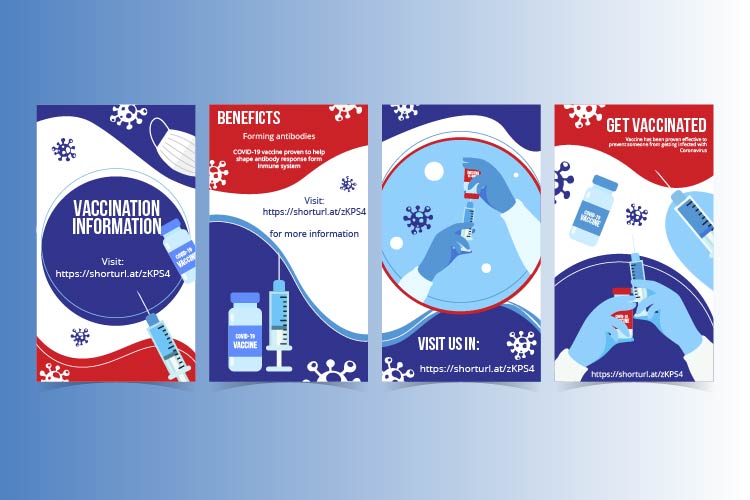 VACCINATION
INFORMATION
Visit:
https://shorturl.at/zKPS4
COVID-19
VACCINE
BENEFICTS
Forming antibodies
COVID-19 vaccine proven to help
shape antibody response form
inmune system
Visit:
https://shorturl.at/zKPS4
for more information
COVID-19
VACCINE
VISIT US IN:
https://shorturl.at/zKPS4
GET VACCINATED
Vaccine has been proven effective to
prevent someone from getting infected with
Coronavirus
COVID-19
VACCINE
https://shorturl.at/zKPS4